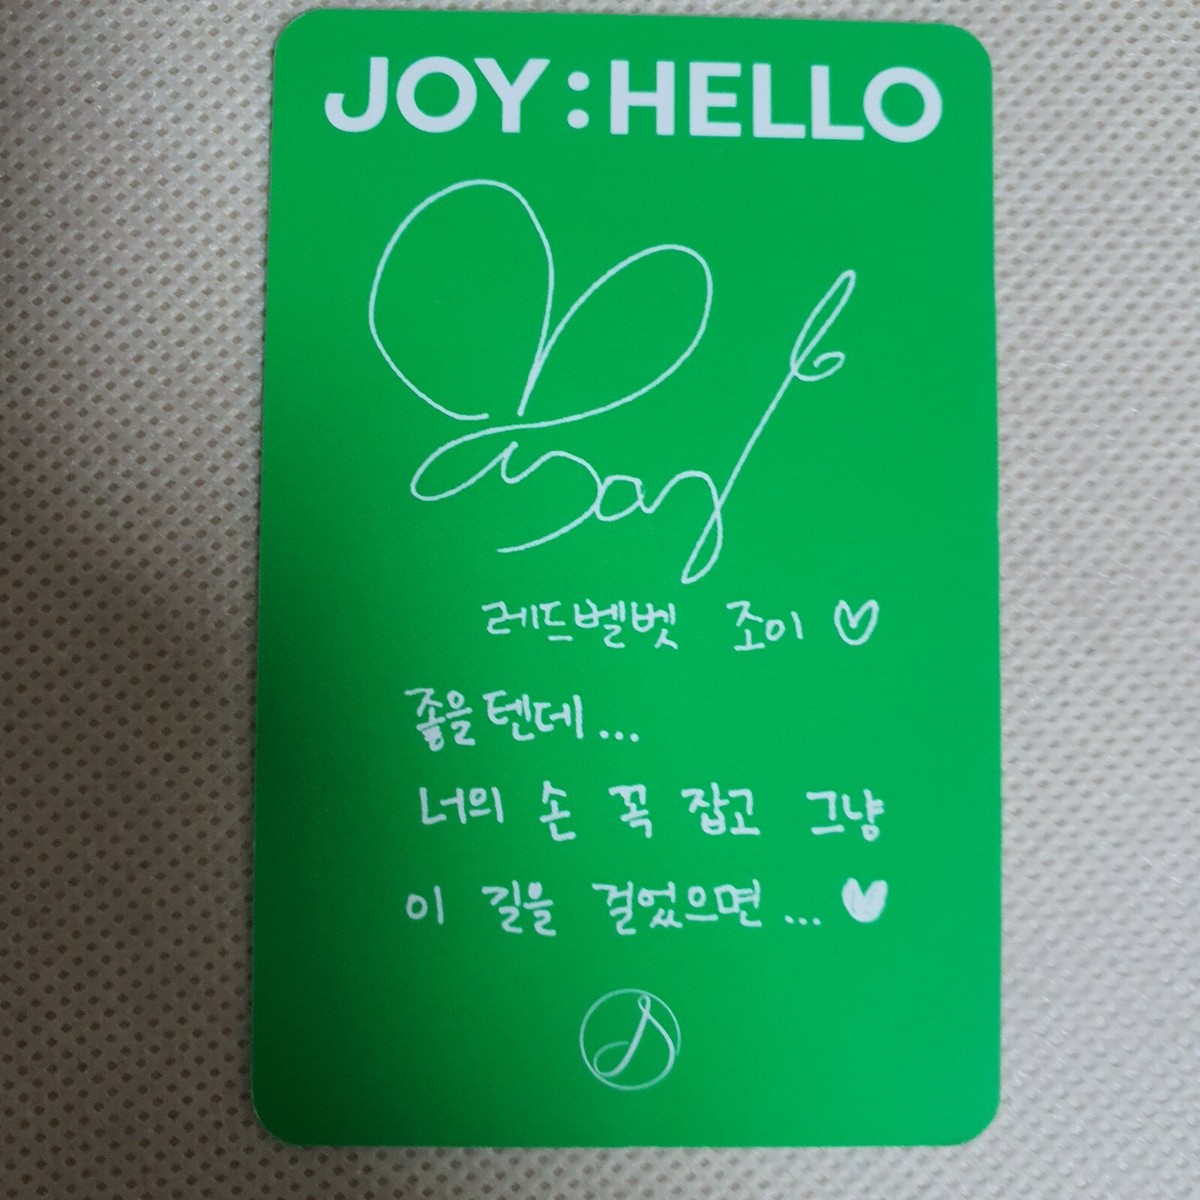 JOY:HELLO
Joy
레드벨벳 조이 ♡
좋을텐데...
너의 손 꼭 잡고 그냥
이 길을 걸었으면... ♥